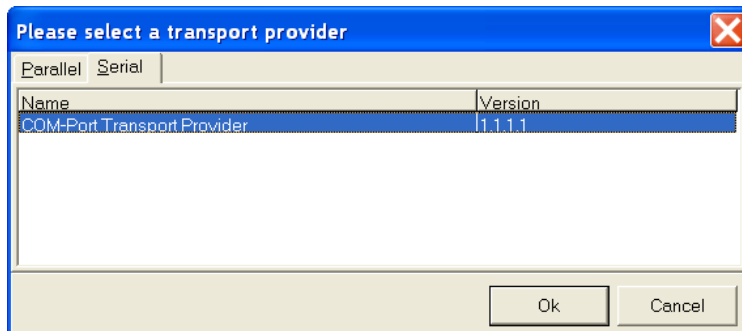 Please select a transport provider
Parallel Serial
Name Version
COM-Port Transport Provider 1.1.1.1
Ok Cancel